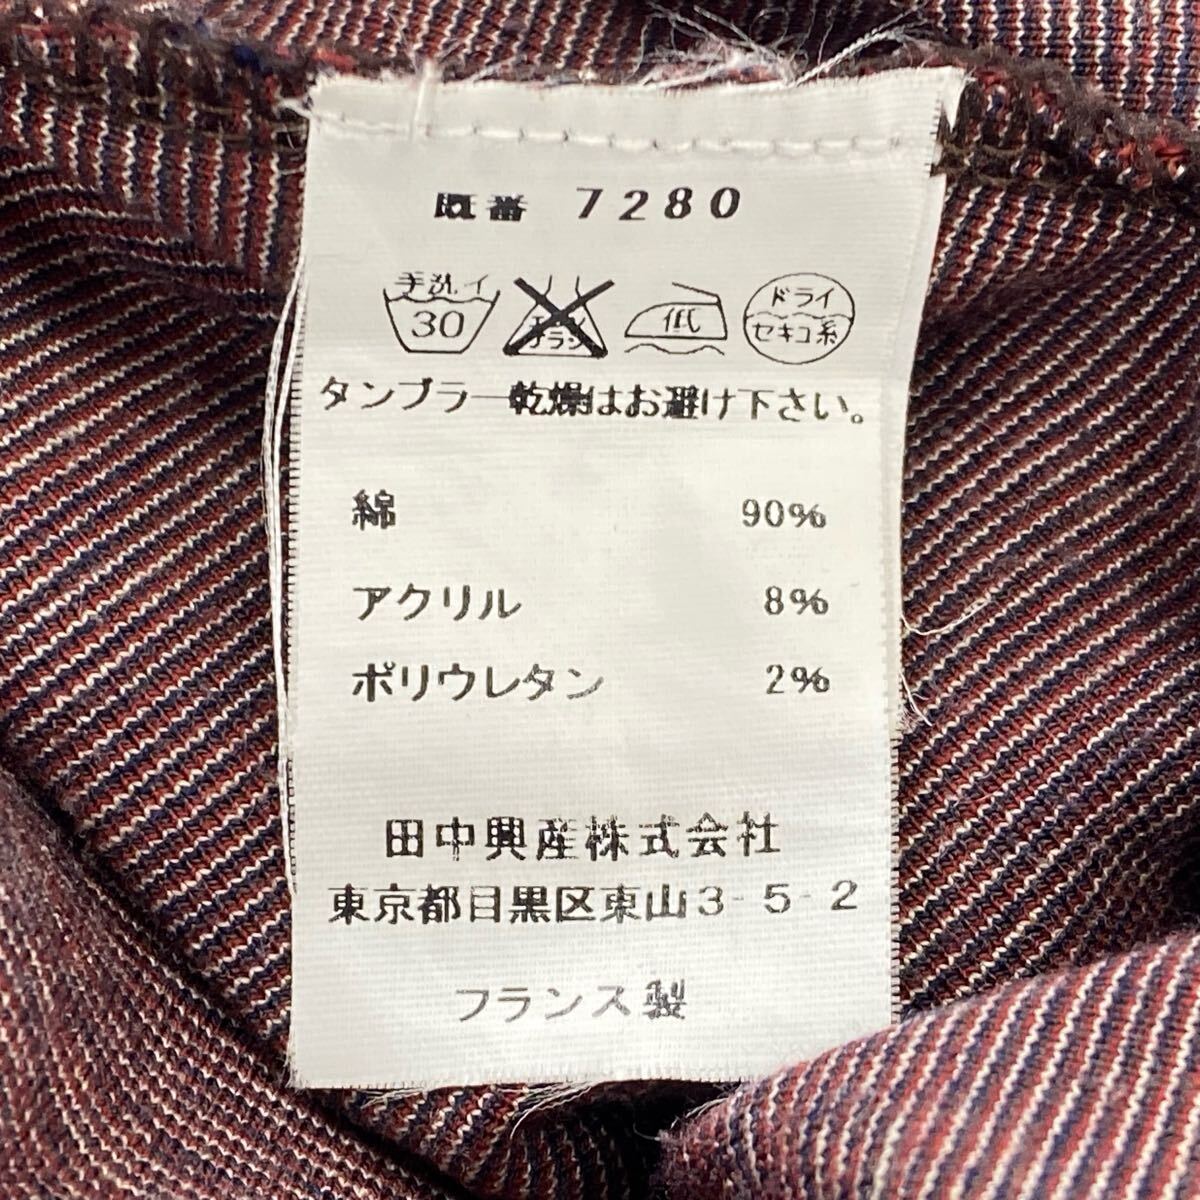 既番 7280
手洗イ
30
低
ドライ
セキユ系
タンブラー乾燥はお避け下さい。
綿 90%
アクリル 8%
ポリウレタン 2%
田中興産株式会社
東京都目黒区東山3-5-2
フランス製